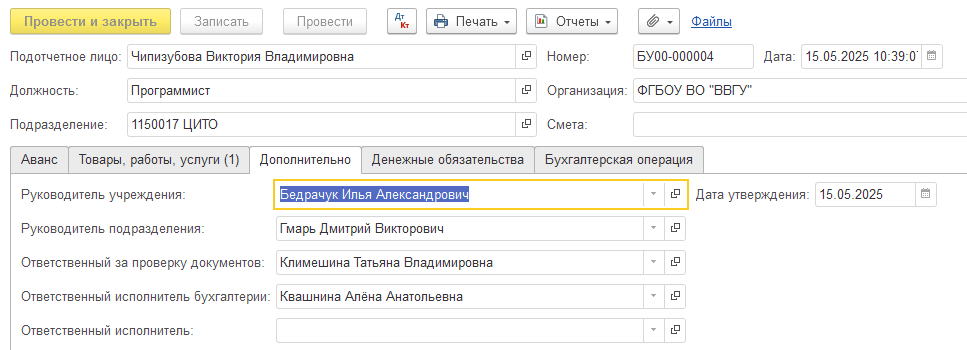 Провести и закрыть Записать Провести Дт Кт Печать Отчеты Файлы
Подотчетное лицо: Чипизубова Виктория Владимировна Номер: БУ00-000004 Дата: 15.05.2025 10:39:0
Должность: Программист Организация: ФГБОУ ВО "ВВГУ"
Подразделение: 1150017 ЦИТО Смета:
Аванс Товары, работы, услуги (1) Дополнительно Денежные обязательства Бухгалтерская операция
Руководитель учреждения: Бедрачук Илья Александрович Дата утверждения: 15.05.2025
Руководитель подразделения: Гмарь Дмитрий Викторович
Ответственный за проверку документов: Климешина Татьяна Владимировна
Ответственный исполнитель бухгалтерии: Квашнина Алёна Анатольевна
Ответственный исполнитель: